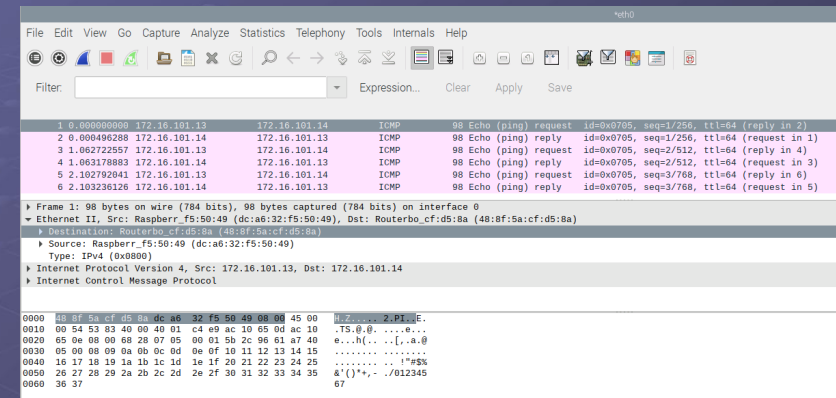 *eth0
File Edit View Go Capture Analyze Statistics Telephony Tools Internals Help
Filter: Expression... Clear Apply Save
1 0.000000000 172.16.101.13 172.16.101.14 ICMP 98 Echo (ping) request id=0x0705, seq=1/256, ttl=64 (reply in 2)
2 0.000496288 172.16.101.14 172.16.101.13 ICMP 98 Echo (ping) reply id=0x0705, seq=1/256, ttl=64 (request in 1)
3 1.062722557 172.16.101.13 172.16.101.14 ICMP 98 Echo (ping) request id=0x0705, seq=2/512, ttl=64 (reply in 4)
4 1.063178883 172.16.101.14 172.16.101.13 ICMP 98 Echo (ping) reply id=0x0705, seq=2/512, ttl=64 (request in 3)
5 2.102792041 172.16.101.13 172.16.101.14 ICMP 98 Echo (ping) request id=0x0705, seq=3/768, ttl=64 (reply in 6)
6 2.103236126 172.16.101.14 172.16.101.13 ICMP 98 Echo (ping) reply id=0x0705, seq=3/768, ttl=64 (request in 5)
Frame 1: 98 bytes on wire (784 bits), 98 bytes captured (784 bits) on interface 0
Ethernet II, Src: Raspberr_f5:50:49 (dc:a6:32:f5:50:49), Dst: Routerbo_cf:d5:8a (48:8f:5a:cf:d5:8a)
Destination: Routerbo_cf:d5:8a (48:8f:5a:cf:d5:8a)
Source: Raspberr_f5:50:49 (dc:a6:32:f5:50:49)
Type: IPv4 (0x0800)
Internet Protocol Version 4, Src: 172.16.101.13, Dst: 172.16.101.14
Internet Control Message Protocol
0000 48 8f 5a cf d5 8a dc a6 32 f5 50 49 08 00 45 00 H.Z..... 2.PI..E.
0010 00 54 53 83 40 00 40 01 c4 e9 ac 10 65 0d ac 10 .TS.@.@. ....e...
0020 65 0e 08 00 68 28 07 05 00 01 5b 2c 96 61 a7 40 e...h(.. ..[,.a.@
0030 05 00 08 09 0a 0b 0c 0d 0e 0f 10 11 12 13 14 15 ........ ........
0040 16 17 18 19 1a 1b 1c 1d 1e 1f 20 21 22 23 24 25 ........ .. !"#$%
0050 26 27 28 29 2a 2b 2c 2d 2e 2f 30 31 32 33 34 35 &'()*+,- ./012345
0060 36 37 67